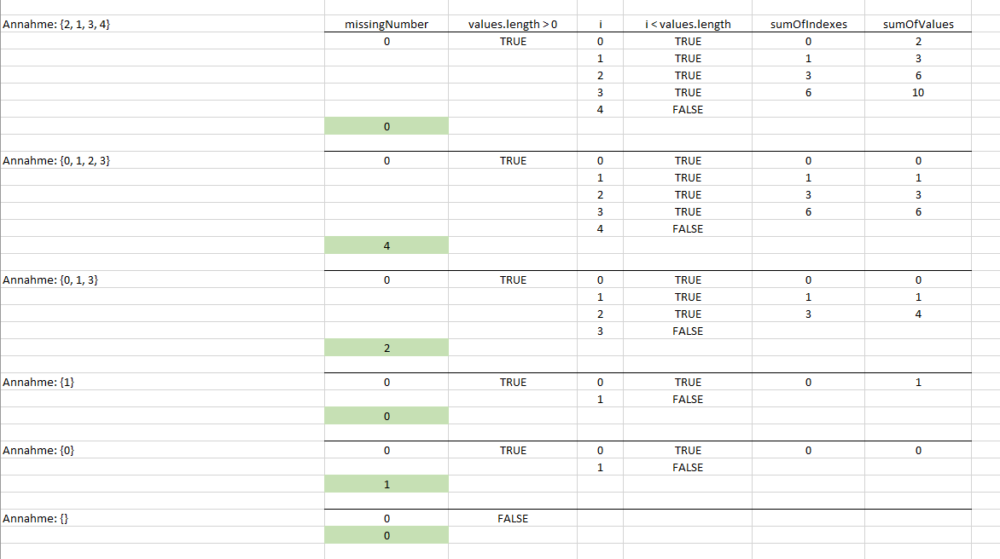 Annahme: {2, 1, 3, 4} missingNumber values.length > 0 i i < values.length sumOfIndexes sumOfValues
0 TRUE 0 TRUE 0 2
1 TRUE 1 3
2 TRUE 3 6
3 TRUE 6 10
4 FALSE
0
Annahme: {0, 1, 2, 3} 0 TRUE 0 TRUE 0 0
1 TRUE 1 1
2 TRUE 3 3
3 TRUE 6 6
4 FALSE
4
Annahme: {0, 1, 3} 0 TRUE 0 TRUE 0 0
1 TRUE 1 1
2 TRUE 3 4
3 FALSE
2
Annahme: {1} 0 TRUE 0 TRUE 0 1
1 FALSE
0
Annahme: {0} 0 TRUE 0 TRUE 0 0
1 FALSE
1
Annahme: {} 0 FALSE
0